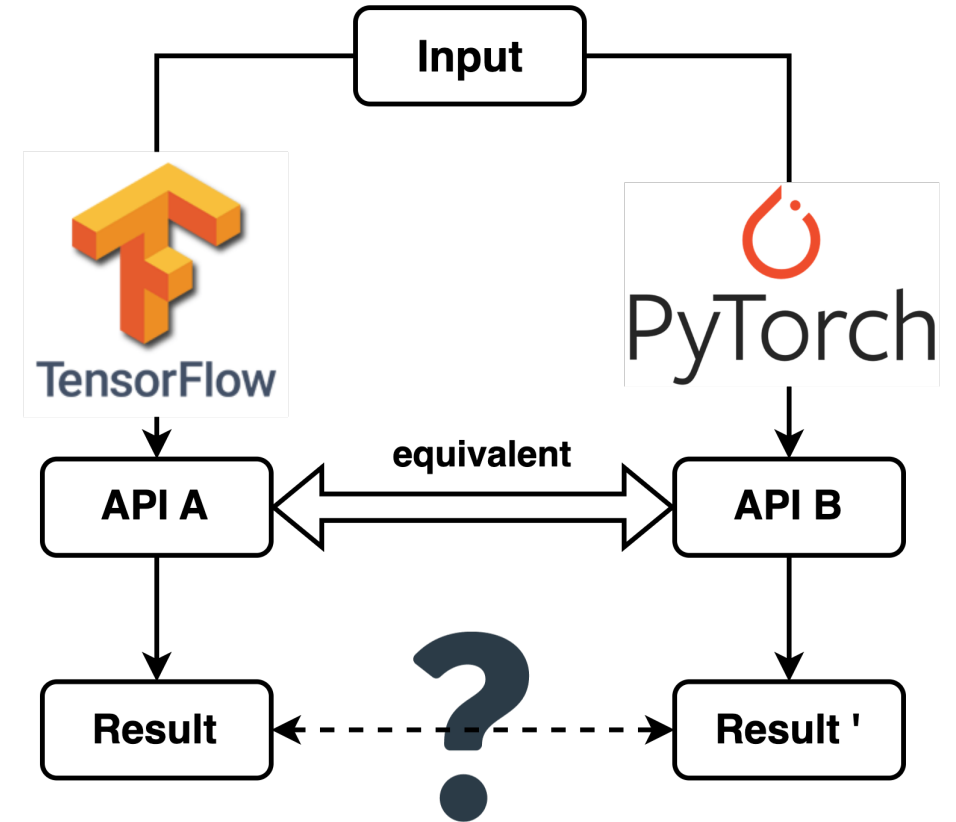 Input
TensorFlow
PyTorch
equivalent
API A
API B
?
Result
Result '